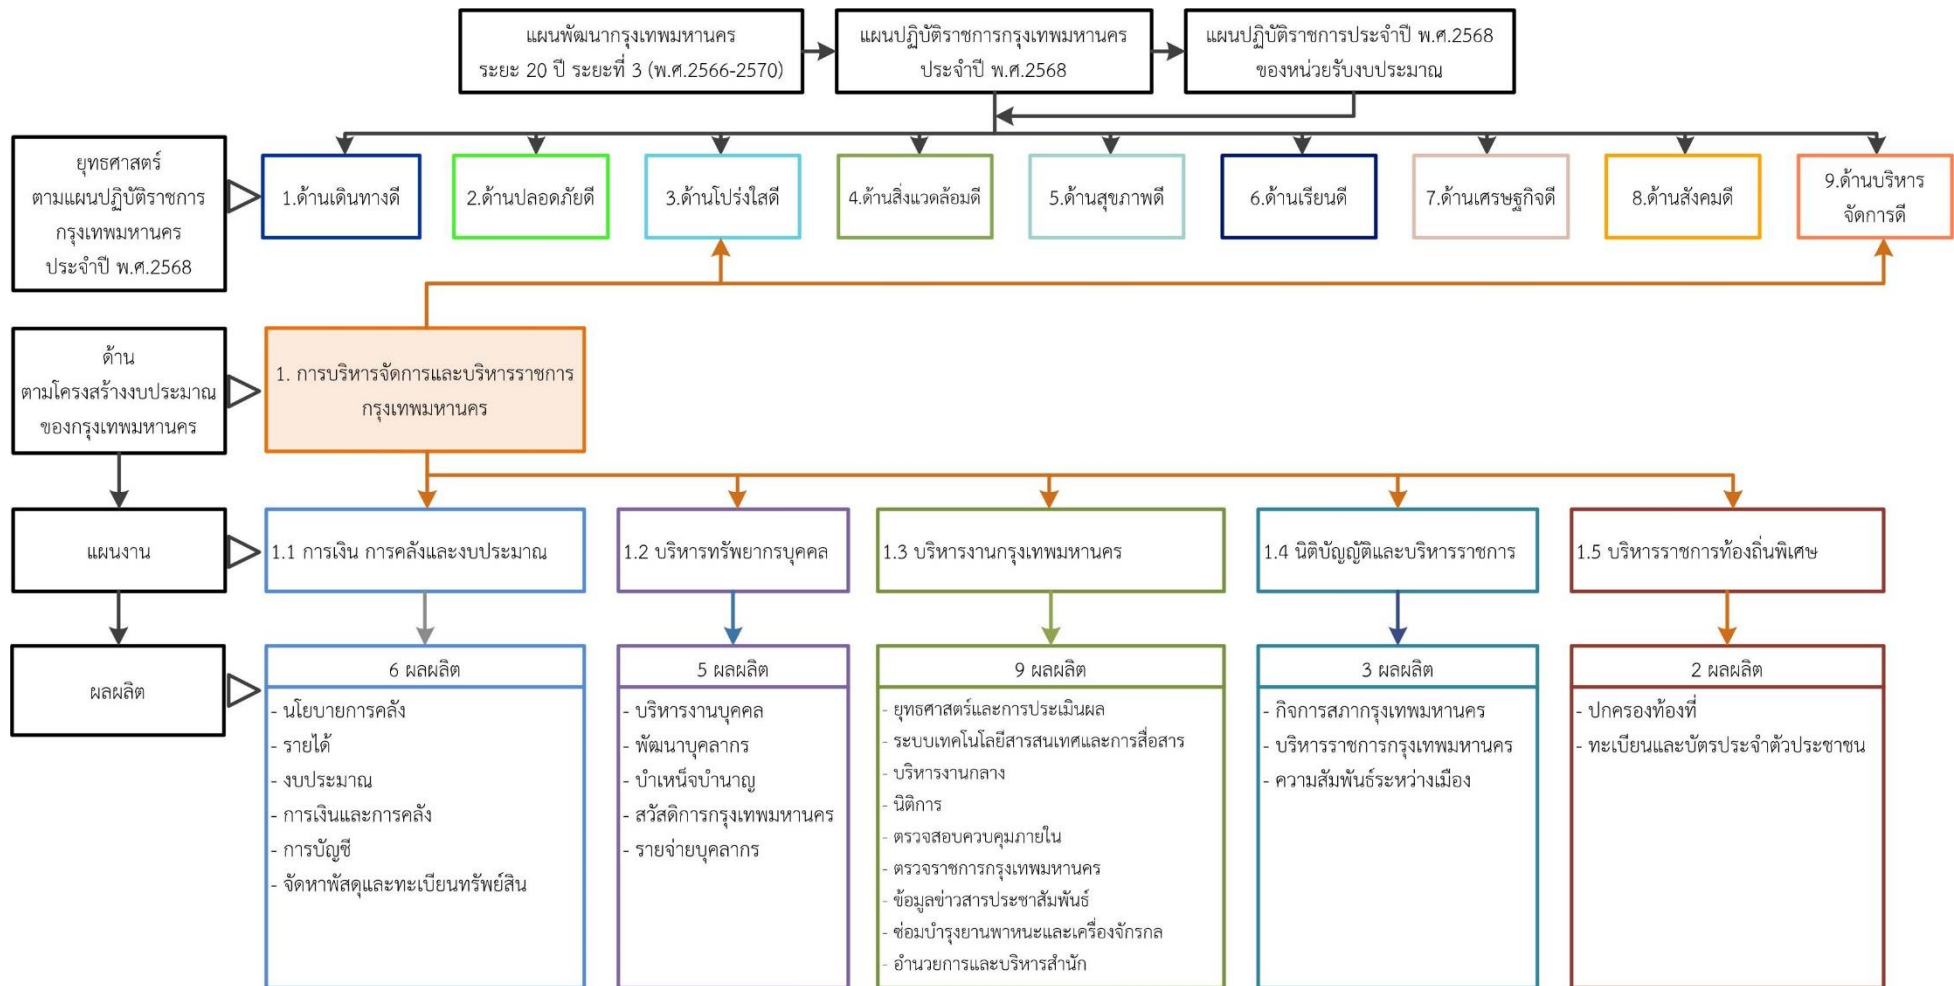 แผนพัฒนากรุงเทพมหานคร
ระยะ 20 ปี ระยะที่ 3 (พ.ศ.2566-2570)
แผนปฏิบัติราชการกรุงเทพมหานคร
ประจำปี พ.ศ.2568
แผนปฏิบัติราชการประจำปี พ.ศ.2568
ของหน่วยรับงบประมาณ
ยุทธศาสตร์
ตามแผนปฏิบัติราชการ
กรุงเทพมหานคร
ประจำปี พ.ศ.2568
1.ด้านเดินทางดี
2.ด้านปลอดภัยดี
3.ด้านโปร่งใสดี
4.ด้านสิ่งแวดล้อมดี
5.ด้านสุขภาพดี
6.ด้านเรียนดี
7.ด้านเศรษฐกิจดี
8.ด้านสังคมดี
9.ด้านบริหาร
จัดการดี
ด้าน
ตามโครงสร้างงบประมาณ
ของกรุงเทพมหานคร
1. การบริหารจัดการและบริหารราชการ
กรุงเทพมหานคร
แผนงาน
1.1 การเงิน การคลังและงบประมาณ
1.2 บริหารทรัพยากรบุคคล
1.3 บริหารงานกรุงเทพมหานคร
1.4 นิติบัญญัติและบริหารราชการ
1.5 บริหารราชการท้องถิ่นพิเศษ
ผลผลิต
6 ผลผลิต
- นโยบายการคลัง
- รายได้
- งบประมาณ
- การเงินและการคลัง
- การบัญชี
- จัดหาพัสดุและทะเบียนทรัพย์สิน
5 ผลผลิต
- บริหารงานบุคคล
- พัฒนาบุคลากร
- บำเหน็จบำนาญ
- สวัสดิการกรุงเทพมหานคร
- รายจ่ายบุคลากร
9 ผลผลิต
- ยุทธศาสตร์และการประเมินผล
- ระบบเทคโนโลยีสารสนเทศและการสื่อสาร
- บริหารงานกลาง
- นิติการ
- ตรวจสอบควบคุมภายใน
- ตรวจราชการกรุงเทพมหานคร
- ข้อมูลข่าวสารประชาสัมพันธ์
- ซ่อมบำรุงยานพาหนะและเครื่องจักรกล
- อำนวยการและบริหารสำนัก
3 ผลผลิต
- กิจการสภากรุงเทพมหานคร
- บริหารราชการกรุงเทพมหานคร
- ความสัมพันธ์ระหว่างเมือง
2 ผลผลิต
- ปกครองท้องที่
- ทะเบียนและบัตรประจำตัวประชาชน